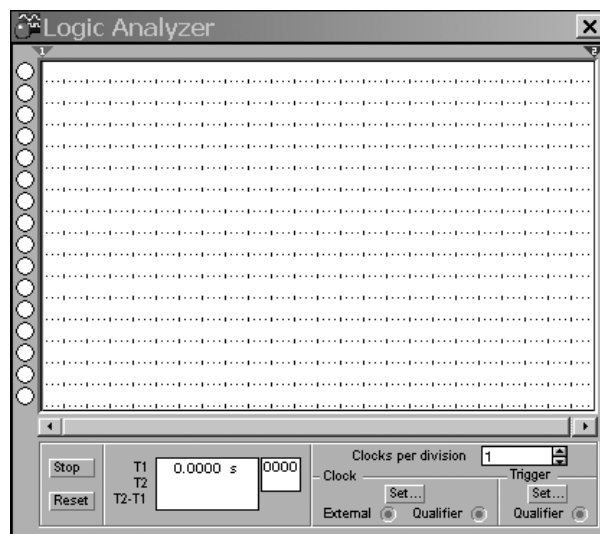 Logic Analyzer
1 2
Clocks per division 1
Stop T1 0.0000 s 0000
T2
Clock Trigger
Set... Set...
Reset T2-T1
External Qualifier Qualifier